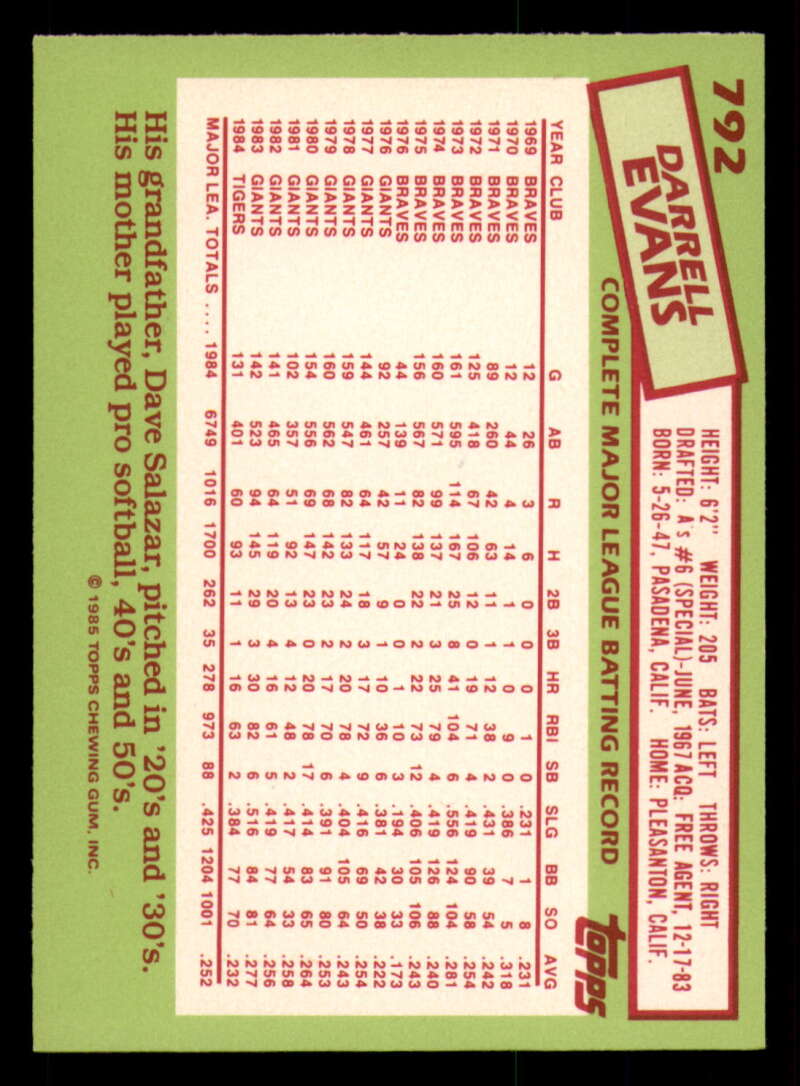 792
DARRELL
EVANS
HEIGHT: 6'2" WEIGHT: 205 BATS: LEFT THROWS: RIGHT
DRAFTED: A's #6 (SPECIAL)-JUNE, 1967 ACQ: FREE AGENT, 12-17-83
BORN: 5-26-47, PASADENA, CALIF. HOME: PLEASANTON, CALIF.
COMPLETE MAJOR LEAGUE BATTING RECORD
topps
YEAR CLUB G AB R H 2B 3B HR RBI SB SLG BB SO AVG
1969 BRAVES 12 26 3 6 0 0 0 1 0 .231 1 8 .231
1970 BRAVES 12 44 4 14 1 0 0 9 0 .386 7 5 .318
1971 BRAVES 89 260 42 63 11 1 12 38 2 .431 39 54 .242
1972 BRAVES 125 418 67 106 12 0 19 71 4 .419 90 58 .254
1973 BRAVES 161 595 114 167 25 8 41 104 6 .556 124 104 .281
1974 BRAVES 160 571 99 137 21 3 25 79 4 .419 126 88 .240
1975 BRAVES 156 567 82 138 22 2 22 73 12 .406 105 106 .243
1976 BRAVES 44 139 11 24 0 0 1 10 3 .194 30 33 .173
1976 GIANTS 92 257 42 57 9 1 10 36 6 .381 42 38 .222
1977 GIANTS 144 461 64 117 18 3 17 72 9 .416 69 50 .254
1978 GIANTS 159 547 82 133 24 2 20 78 4 .404 105 64 .243
1979 GIANTS 160 562 68 142 23 2 17 70 6 .391 91 80 .253
1980 GIANTS 154 556 69 147 23 0 20 78 17 .414 83 65 .264
1981 GIANTS 102 357 51 92 13 4 12 48 2 .417 54 33 .258
1982 GIANTS 141 465 64 119 20 4 16 61 5 .419 77 64 .256
1983 GIANTS 142 523 94 145 29 3 30 82 6 .516 84 81 .277
1984 TIGERS 131 401 60 93 11 1 16 63 2 .384 77 70 .232
MAJOR LEA. TOTALS .... 1984 6749 1016 1700 262 35 278 973 88 .425 1204 1001 .252
His grandfather, Dave Salazar, pitched in '20's and '30's.
His mother played pro softball, 40's and 50's.
© 1985 TOPPS CHEWING GUM, INC.